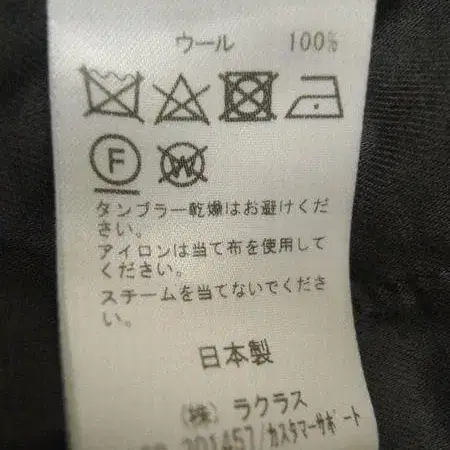 ウール 100%
F W
タンブラー乾燥はお避けくだ
さい。
アイロンは当て布を使用して
ください。
スチームを当てないでくださ
い。
日本製
(株) ラクラス
201457/カスタマーサポート